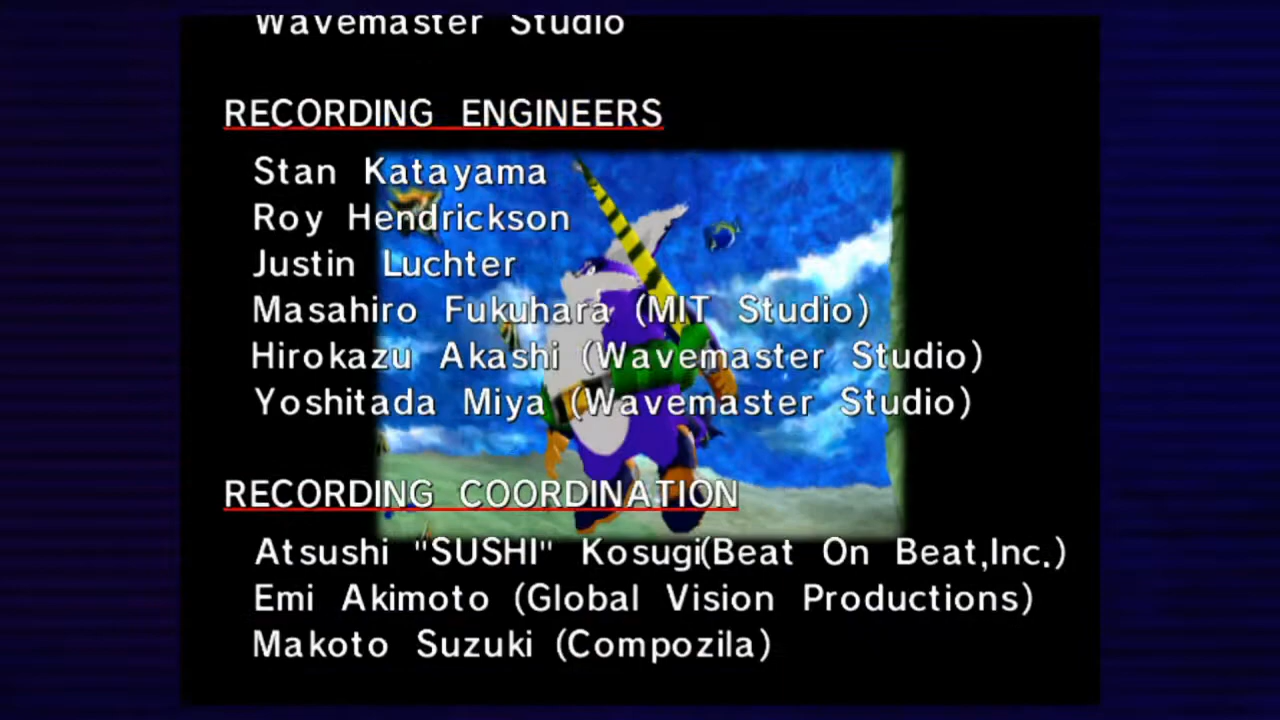 Wavemaster Studio
RECORDING ENGINEERS
Stan Katayama
Roy Hendrickson
Justin Luchter
Masahiro Fukuhara (MIT Studio)
Hirokazu Akashi (Wavemaster Studio)
Yoshitada Miya (Wavemaster Studio)
RECORDING COORDINATION
Atsushi "SUSHI" Kosugi(Beat On Beat,Inc.)
Emi Akimoto (Global Vision Productions)
Makoto Suzuki (Compozila)